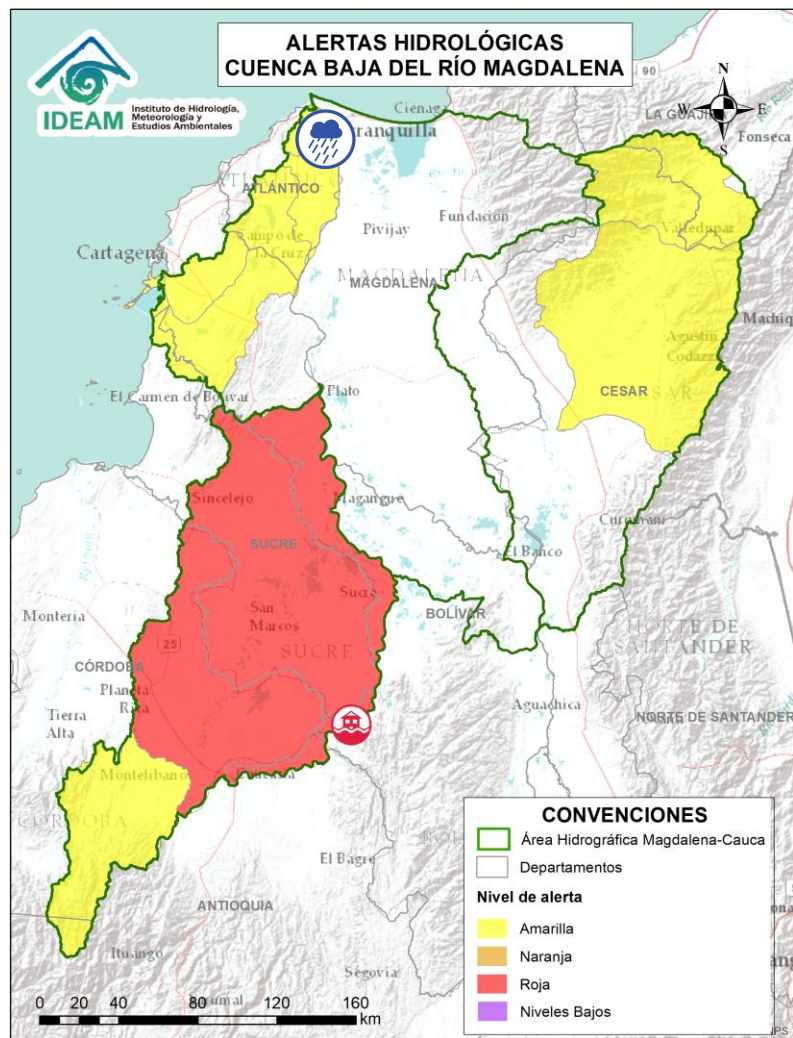 ALERTAS HIDROLÓGICAS
CUENCA BAJA DEL RÍO MAGDALENA
IDEAM
Instituto de Hidrología,
Meteorología y
Estudios Ambientales
N
W
E
S
90
Ciénaga
LA GUAJIRA
Fonseca
ranquilla
ATLÁNTICO
Fundación
Pivijay
Valledupar
Campo de
la Cruz
Cartagena
MAGDALENA
MAGDALENA
Machiq
Agustín
Codazzi
CESAR
El Carmen de Bolívar
Plato
Sincelejo
Magangué
Curumaní
SUCRE
El Banco
Sucre
San
Marcos
BOLÍVAR
Montería
25
SUCRE
NORTE DE
SANTANDER
CÓRDOBA
Planeta
Rica
Aguachica
Tierra
Alta
NORTE DE SANTANDER
Montelíbano
CÓRDOBA
El Bagre
ANTIOQUIA
Ituango
Segovia
CONVENCIONES
Área Hidrográfica Magdalena-Cauca
Departamentos
Nivel de alerta
Amarilla
Naranja
Roja
Niveles Bajos
0 20 40 80 120 160
km